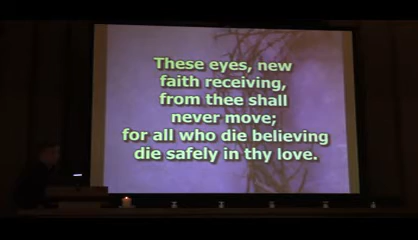 These eyes, new
faith receiving,
from thee shall
never move;
for all who die believing
die safely in thy love.